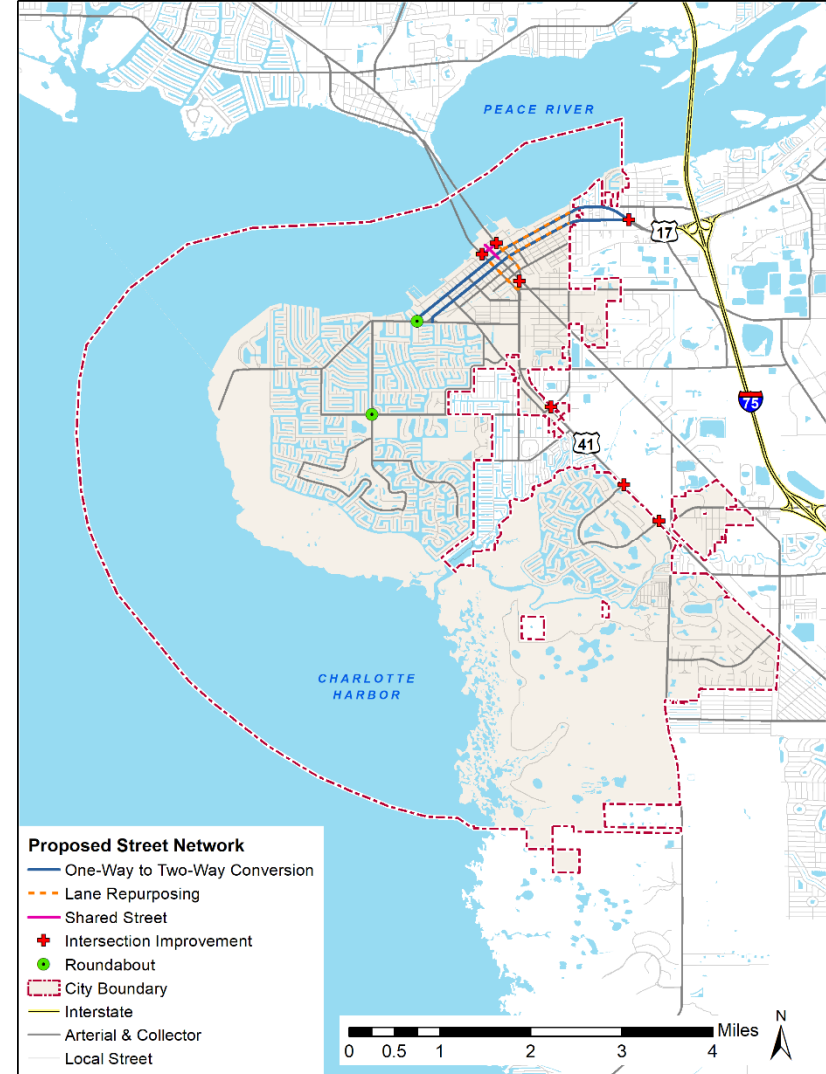 PEACE RIVER
17
75
41
CHARLOTTE
HARBOR
Proposed Street Network
One-Way to Two-Way Conversion
Lane Repurposing
Shared Street
Intersection Improvement
Roundabout
City Boundary
Interstate
Arterial & Collector
Local Street
Miles
0 0.5 1 2 3 4
N